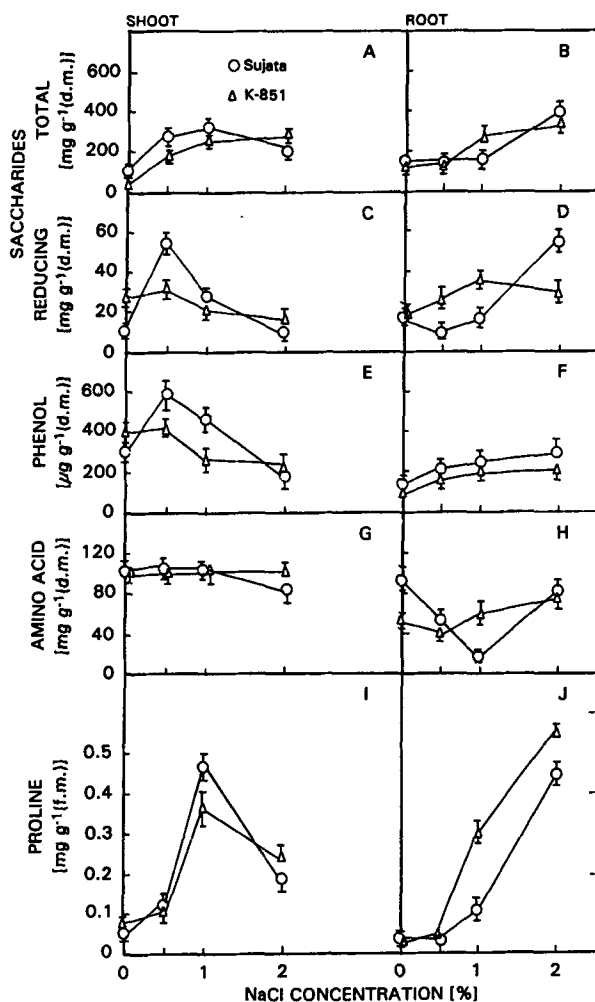 SHOOT
ROOT
A
B
○ Sujata
△ K-851
SACCHARIDES
TOTAL
[mg g⁻¹(d.m.)]
600
400
200
0
C
D
REDUCING
[mg g⁻¹(d.m.)]
60
40
20
0
E
F
PHENOL
[µg g⁻¹(d.m.)]
600
400
200
0
G
H
AMINO ACID
[mg g⁻¹(d.m.)]
120
80
40
0
I
J
PROLINE
[mg g⁻¹(f.m.)]
0.5
0.4
0.3
0.2
0.1
0
0 1 2 0 1 2
NaCl CONCENTRATION [%]